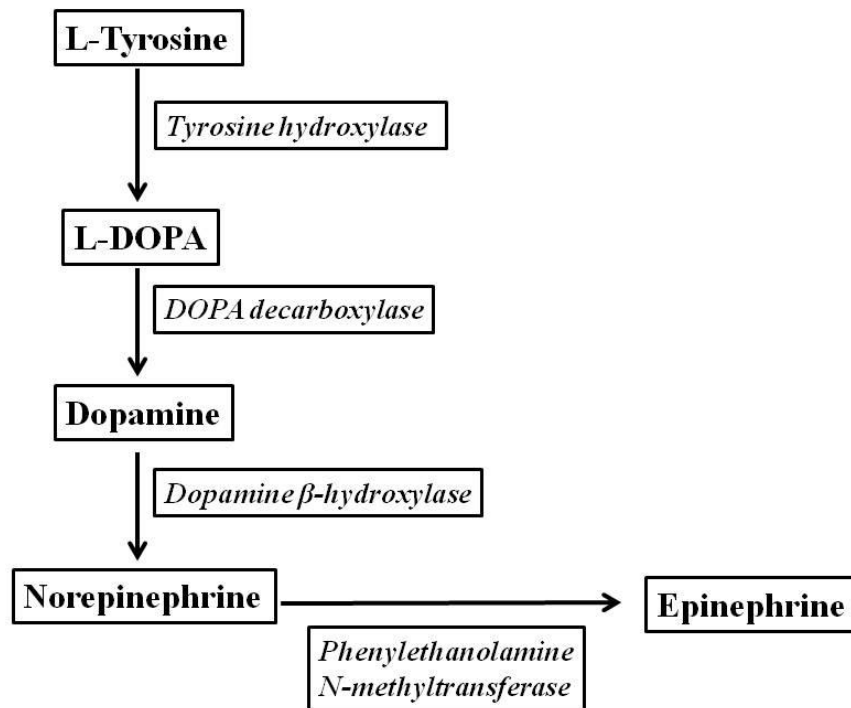 L-Tyrosine
Tyrosine hydroxylase
L-DOPA
DOPA decarboxylase
Dopamine
Dopamine β-hydroxylase
Norepinephrine
Epinephrine
Phenylethanolamine
N-methyltransferase